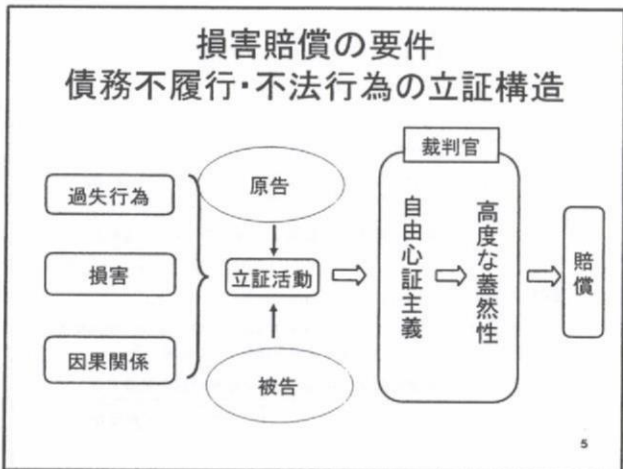 損害賠償の要件
債務不履行・不法行為の立証構造
過失行為
損害
因果関係
原告
立証活動
被告
裁判官
自由心証主義
高度な蓋然性
賠償
5